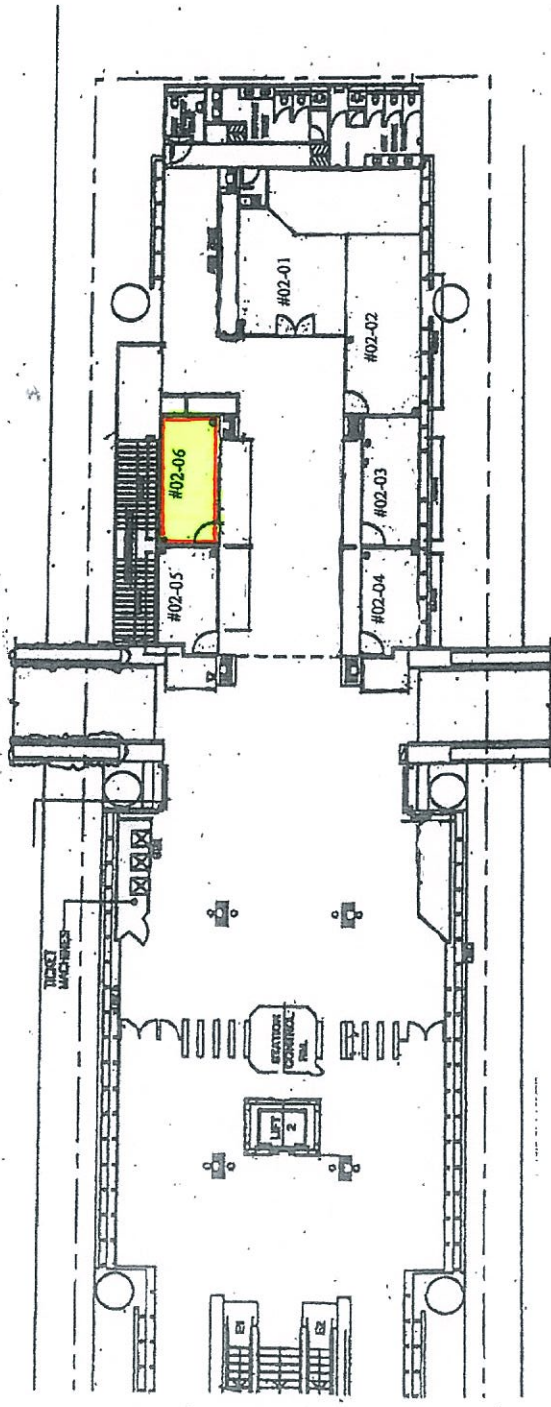 #02-01
#02-02
#02-06
#02-03
#02-05
#02-04
TICKET
MACHINES
STATION
CONTROL
RM.
LIFT
2
E1
E2